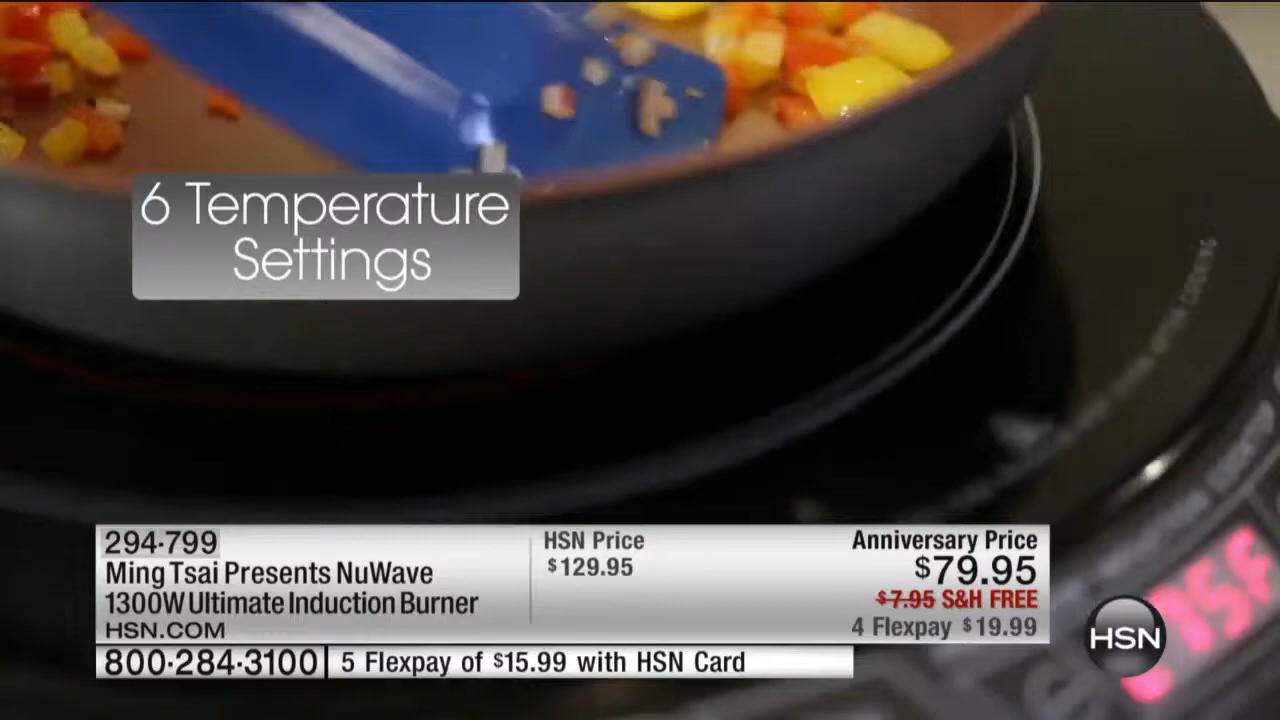 6 Temperature
Settings
294-799
Ming Tsai Presents NuWave
1300W Ultimate Induction Burner
HSN.COM
HSN Price
$129.95
Anniversary Price
$79.95
$7.95 S&H FREE
4 Flexpay $19.99
800-284-3100
5 Flexpay of $15.99 with HSN Card
HSN